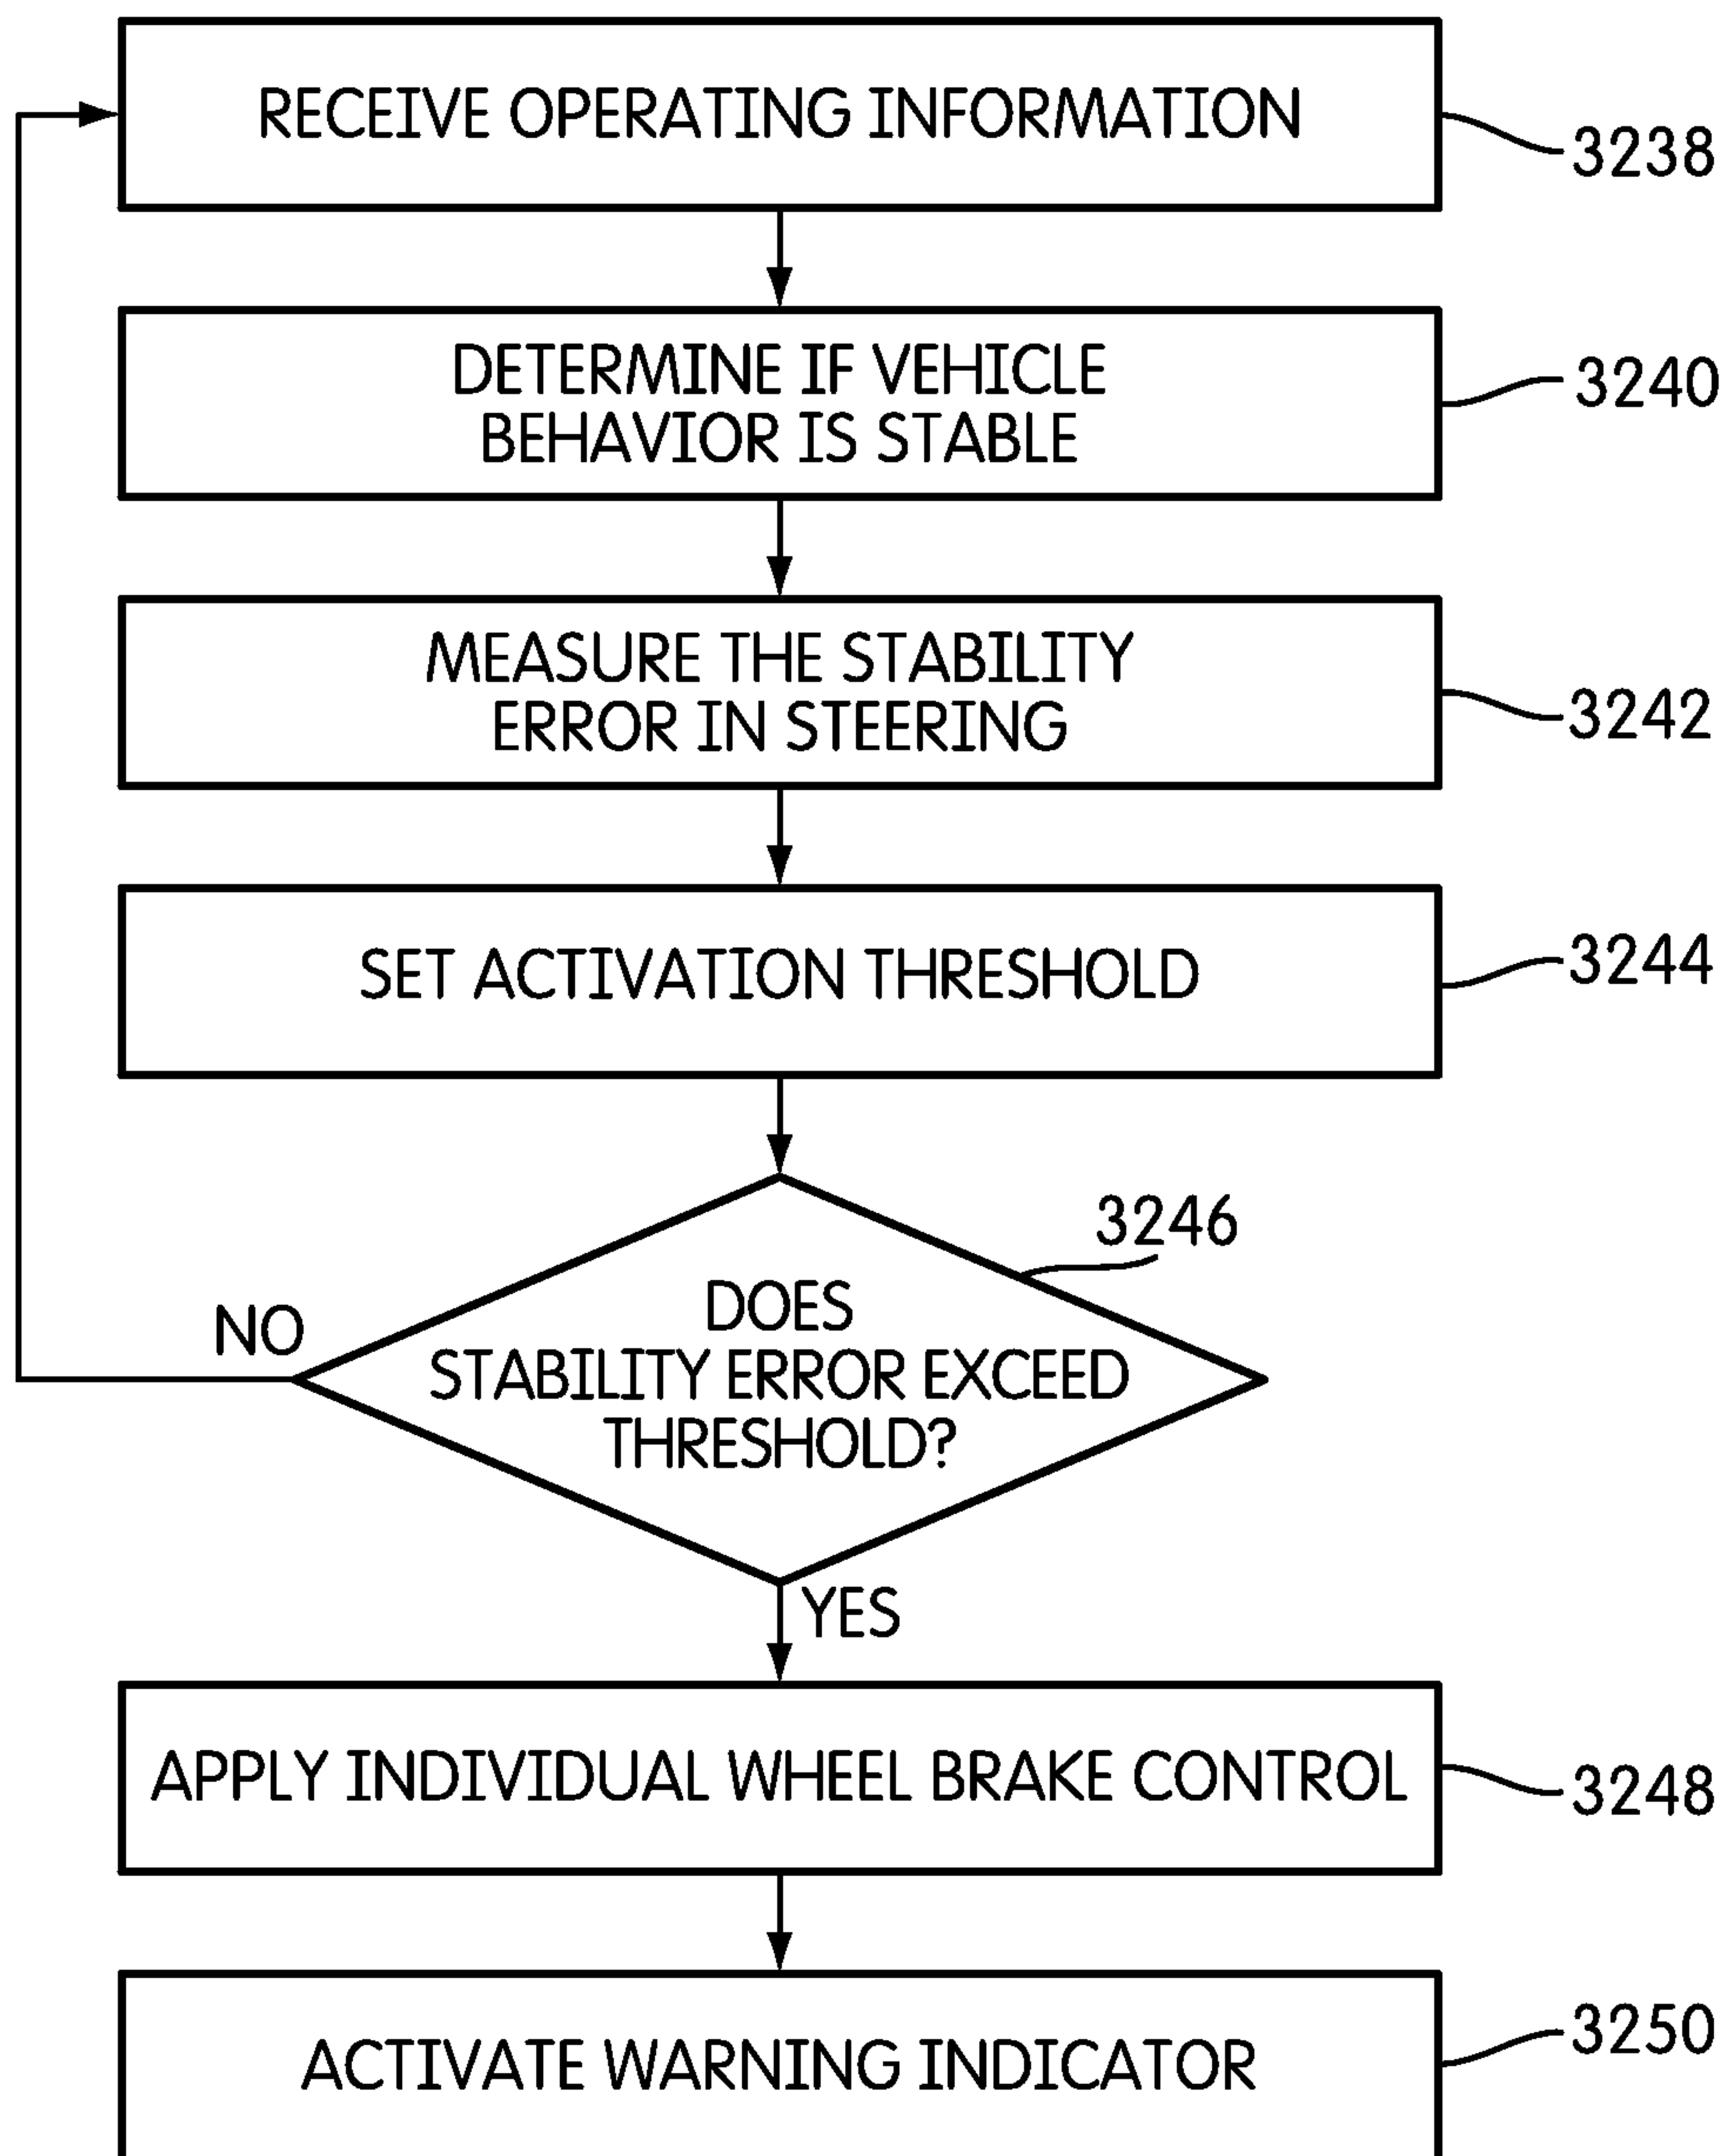 RECEIVE OPERATING INFORMATION
3238
DETERMINE IF VEHICLE
BEHAVIOR IS STABLE
3240
MEASURE THE STABILITY
ERROR IN STEERING
3242
SET ACTIVATION THRESHOLD
3244
3246
DOES
STABILITY ERROR EXCEED
THRESHOLD?
NO
YES
APPLY INDIVIDUAL WHEEL BRAKE CONTROL
3248
ACTIVATE WARNING INDICATOR
3250